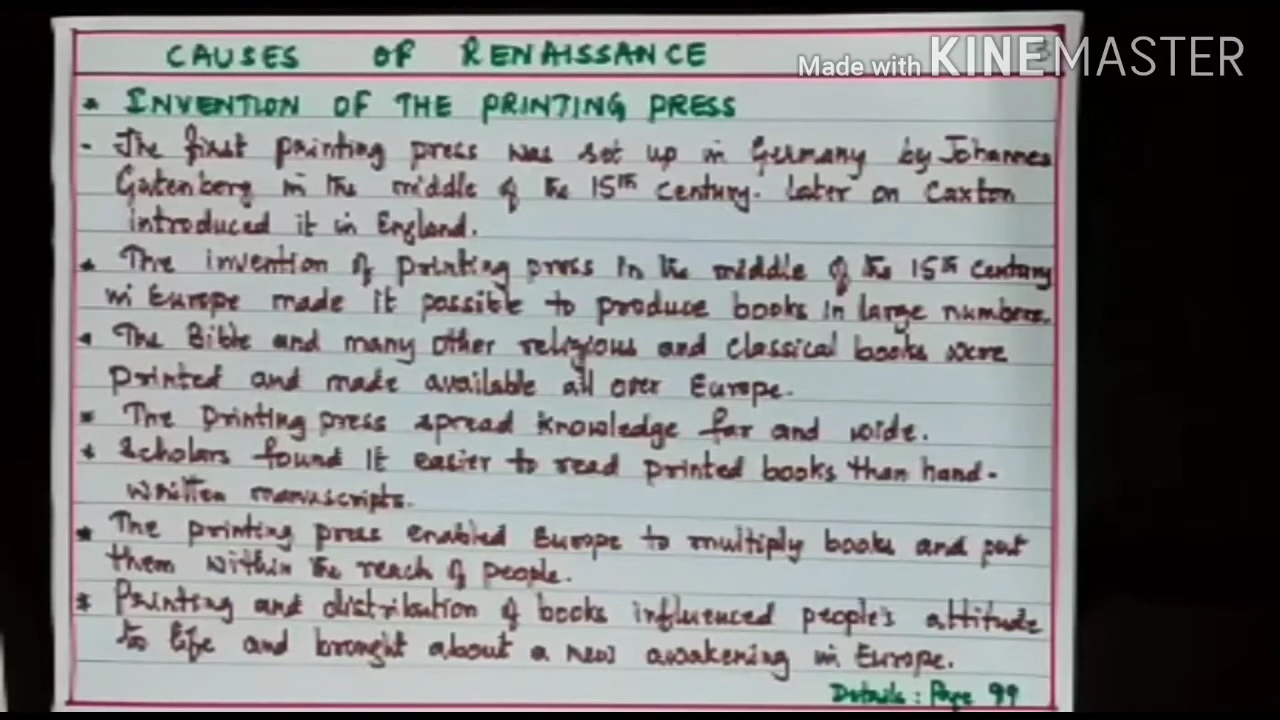 CAUSES OF RENAISSANCE
Made with KINEMASTER
* INVENTION OF THE PRINTING PRESS
- The first printing press was set up in Germany by Johannes
Gutenberg in the middle of the 15th century. Later on Caxton
introduced it in England.
* The invention of printing press in the middle of the 15th century
in Europe made it possible to produce books in large numbers.
* The Bible and many other religious and classical books were
printed and made available all over Europe.
* The printing press spread knowledge far and wide.
* Scholars found it easier to read printed books than hand-
written manuscripts.
* The printing press enabled Europe to multiply books and put
them within the reach of people.
* Printing and distribution of books influenced people's attitude
to life and brought about a new awakening in Europe.
Details: Page 99